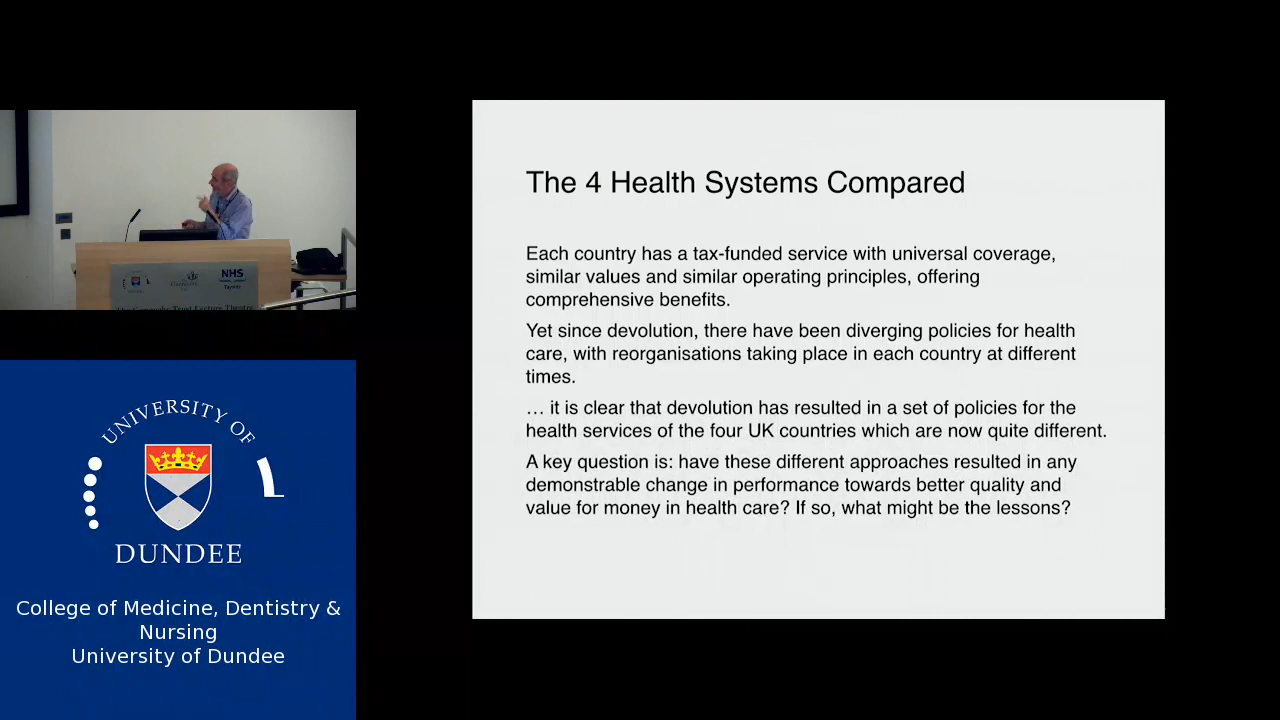 The 4 Health Systems Compared
Each country has a tax-funded service with universal coverage,
similar values and similar operating principles, offering
comprehensive benefits.
Yet since devolution, there have been diverging policies for health
care, with reorganisations taking place in each country at different
times.
… it is clear that devolution has resulted in a set of policies for the
health services of the four UK countries which are now quite different.
A key question is: have these different approaches resulted in any
demonstrable change in performance towards better quality and
value for money in health care? If so, what might be the lessons?
NHS
Tayside
UNIVERSITY OF
DUNDEE
College of Medicine, Dentistry &
Nursing
University of Dundee